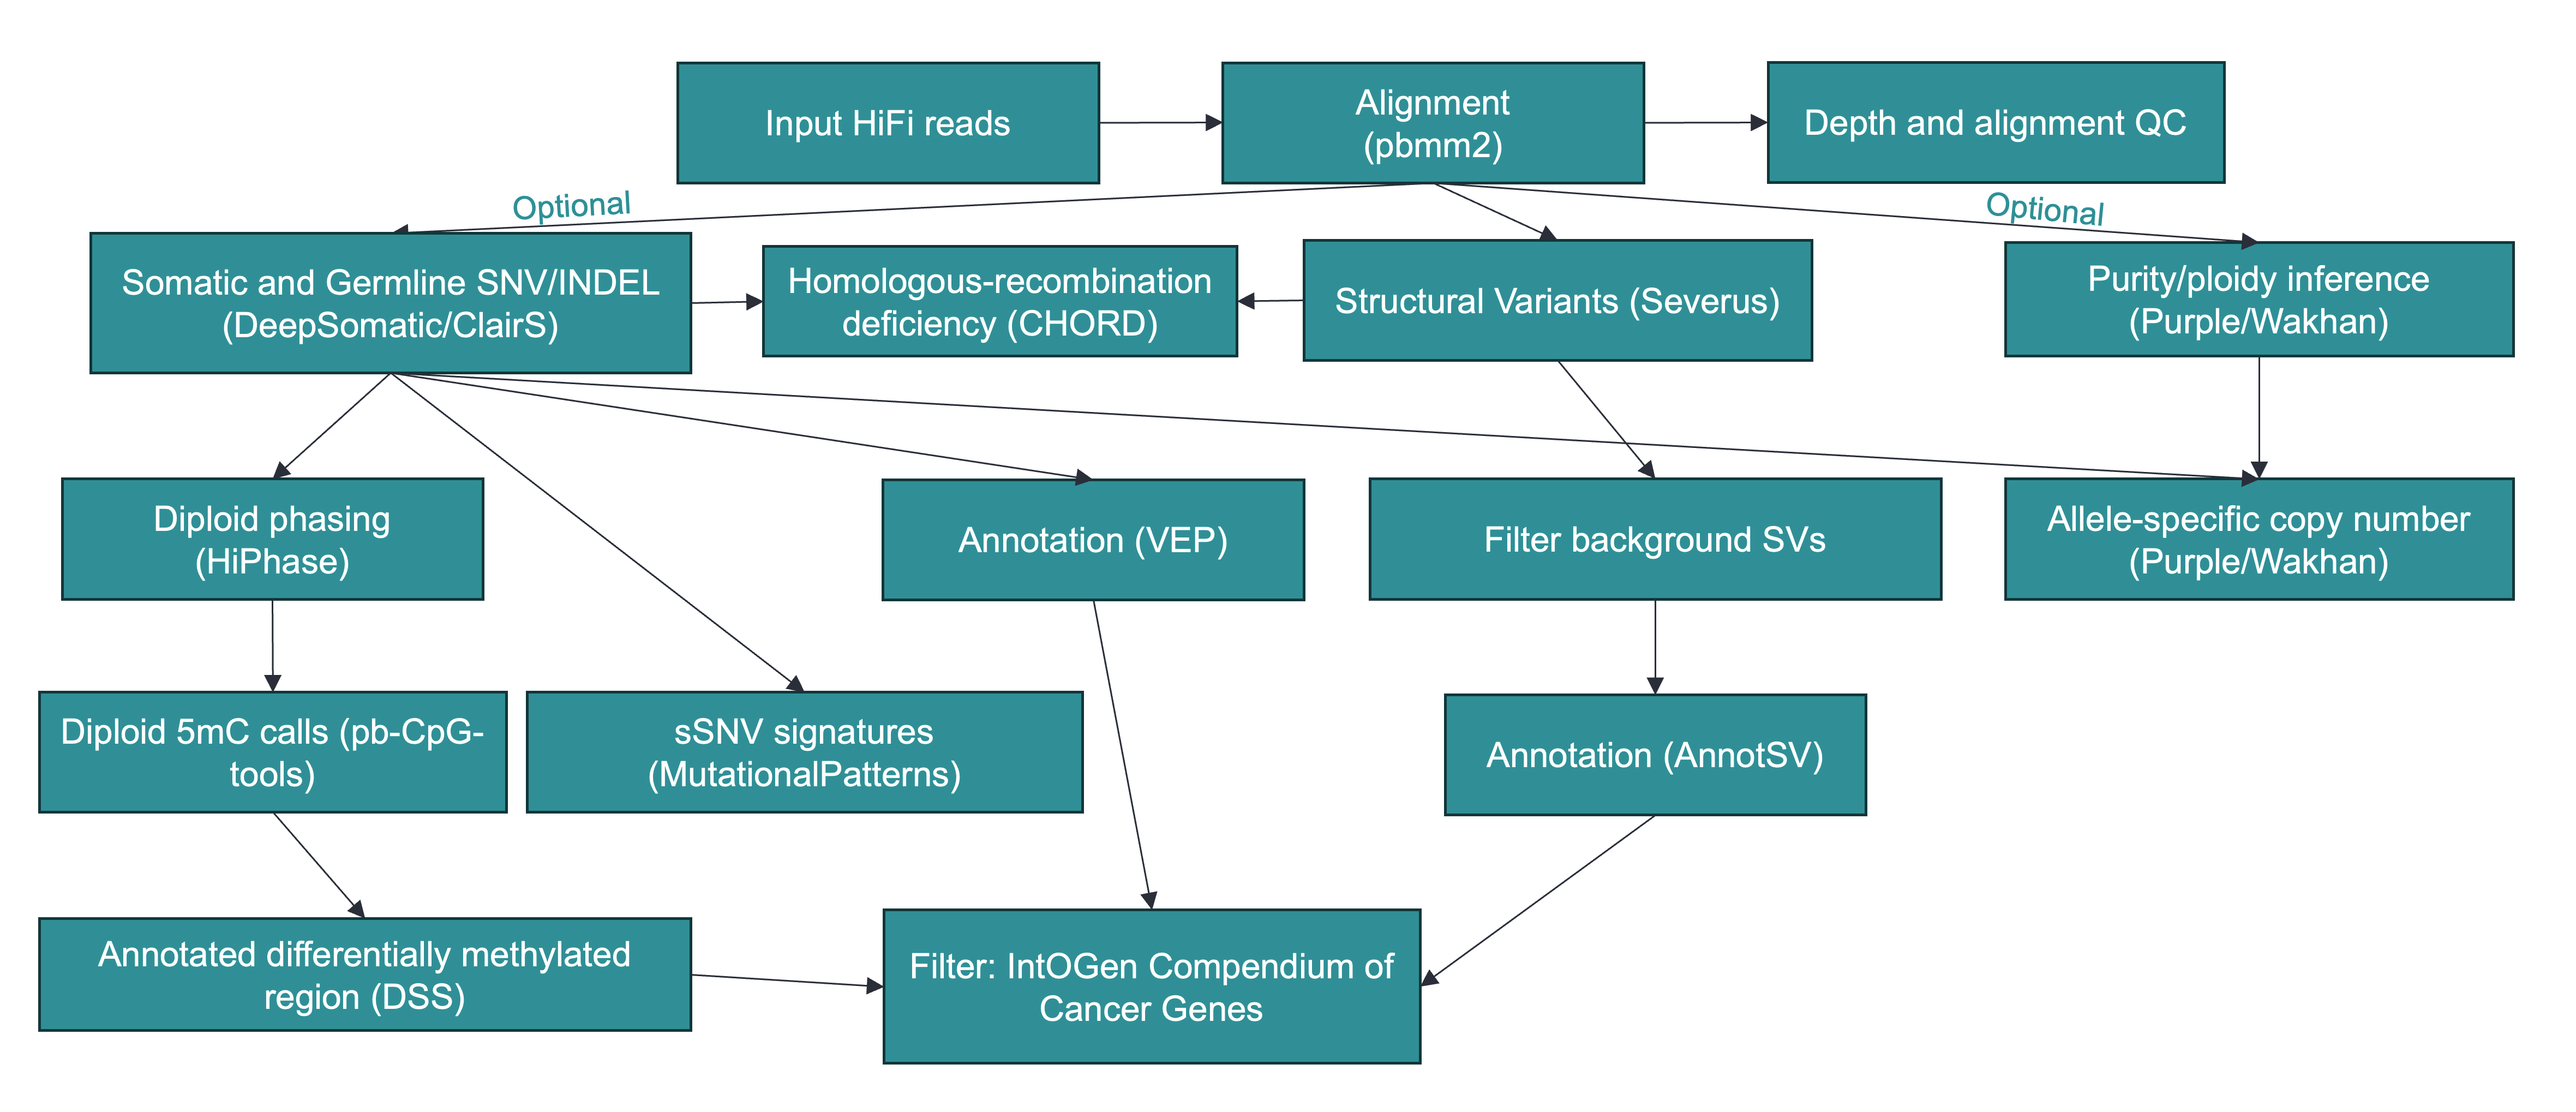 Input HiFi reads
Alignment
(pbmm2)
Depth and alignment QC
Optional
Optional
Somatic and Germline SNV/INDEL
(DeepSomatic/ClairS)
Homologous-recombination
deficiency (CHORD)
Structural Variants (Severus)
Purity/ploidy inference
(Purple/Wakhan)
Diploid phasing
(HiPhase)
Annotation (VEP)
Filter background SVs
Allele-specific copy number
(Purple/Wakhan)
Diploid 5mC calls (pb-CpG-
tools)
sSNV signatures
(MutationalPatterns)
Annotation (AnnotSV)
Annotated differentially methylated
region (DSS)
Filter: IntOGen Compendium of
Cancer Genes